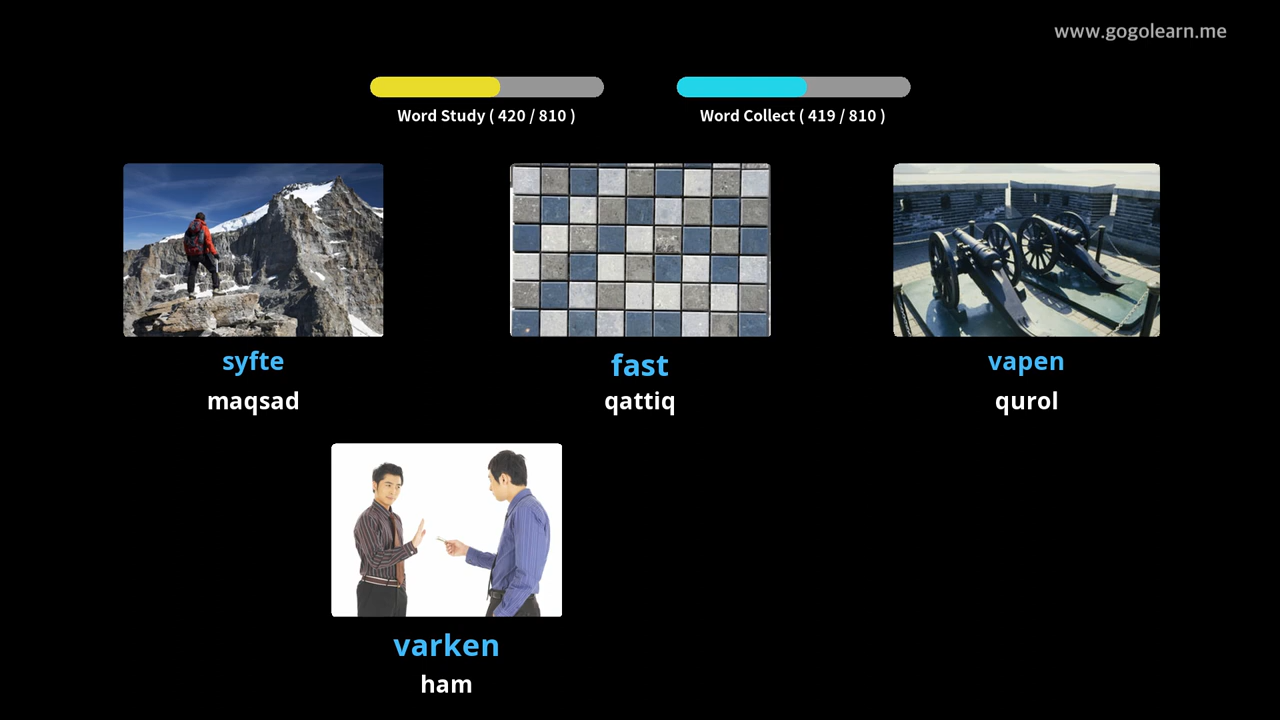 www.gogolearn.me
Word Study ( 420 / 810 )
Word Collect ( 419 / 810 )
syfte
maqsad
fast
qattiq
vapen
qurol
varken
ham